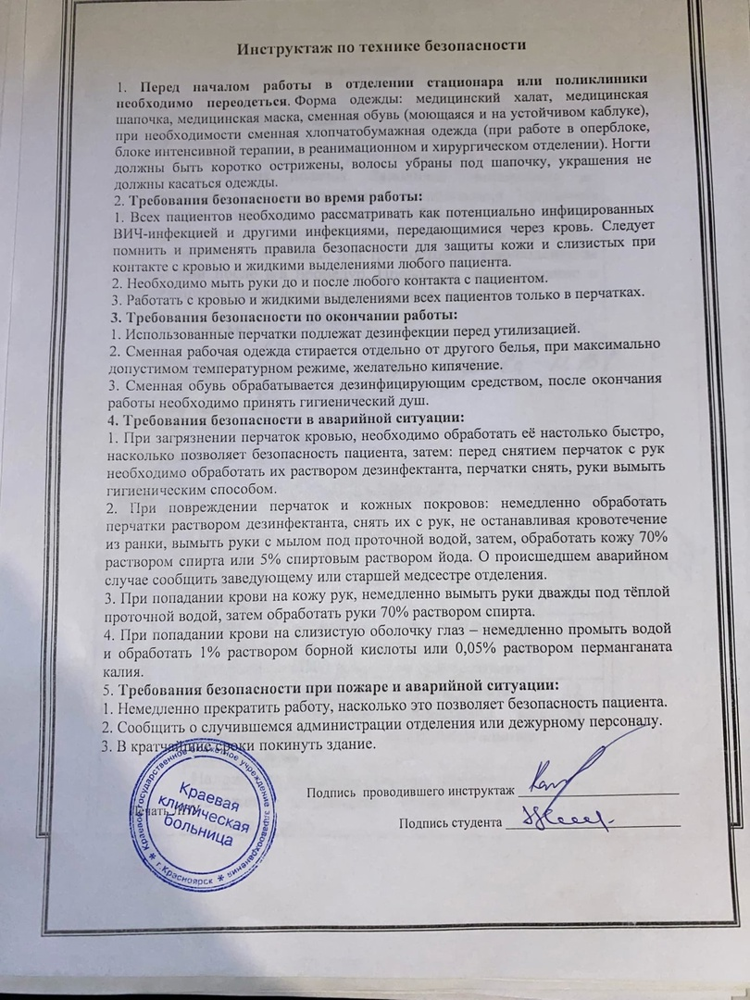 Инструктаж по технике безопасности
1. Перед началом работы в отделении стационара или поликлиники
необходимо переодеться. Форма одежды: медицинский халат, медицинская
шапочка, медицинская маска, сменная обувь (моющаяся и на устойчивом каблуке),
при необходимости сменная хлопчатобумажная одежда (при работе в оперблоке,
блоке интенсивной терапии, в реанимационном и хирургическом отделении). Ногти
должны быть коротко острижены, волосы убраны под шапочку, украшения не
должны касаться одежды.
2. Требования безопасности во время работы:
1. Всех пациентов необходимо рассматривать как потенциально инфицированных
ВИЧ-инфекцией и другими инфекциями, передающимися через кровь. Следует
помнить и применять правила безопасности для защиты кожи и слизистых при
контакте с кровью и жидкими выделениями любого пациента.
2. Необходимо мыть руки до и после любого контакта с пациентом.
3. Работать с кровью и жидкими выделениями всех пациентов только в перчатках.
3. Требования безопасности по окончании работы:
1. Использованные перчатки подлежат дезинфекции перед утилизацией.
2. Сменная рабочая одежда стирается отдельно от другого белья, при максимально
допустимом температурном режиме, желательно кипячение.
3. Сменная обувь обрабатывается дезинфицирующим средством, после окончания
работы необходимо принять гигиенический душ.
4. Требования безопасности в аварийной ситуации:
1. При загрязнении перчаток кровью, необходимо обработать её настолько быстро,
насколько позволяет безопасность пациента, затем: перед снятием перчаток с рук
необходимо обработать их раствором дезинфектанта, перчатки снять, руки вымыть
гигиеническим способом.
2. При повреждении перчаток и кожных покровов: немедленно обработать
перчатки раствором дезинфектанта, снять их с рук, не останавливая кровотечение
из ранки, вымыть руки с мылом под проточной водой, затем, обработать кожу 70%
раствором спирта или 5% спиртовым раствором йода. О происшедшем аварийном
случае сообщить заведующему или старшей медсестре отделения.
3. При попадании крови на кожу рук, немедленно вымыть руки дважды под тёплой
проточной водой, затем обработать руки 70% раствором спирта.
4. При попадании крови на слизистую оболочку глаз – немедленно промыть водой
и обработать 1% раствором борной кислоты или 0,05% раствором перманганата
калия.
5. Требования безопасности при пожаре и аварийной ситуации:
1. Немедленно прекратить работу, насколько это позволяет безопасность пациента.
2. Сообщить о случившемся администрации отделения или дежурному персоналу.
3. В кратчайшие сроки покинуть здание.
Подпись проводившего инструктаж
Подпись студента
Печать ЛПУ
Краевое государственное бюджетное учреждение здравоохранения
г. Красноярск
Краевая
клиническая
больница